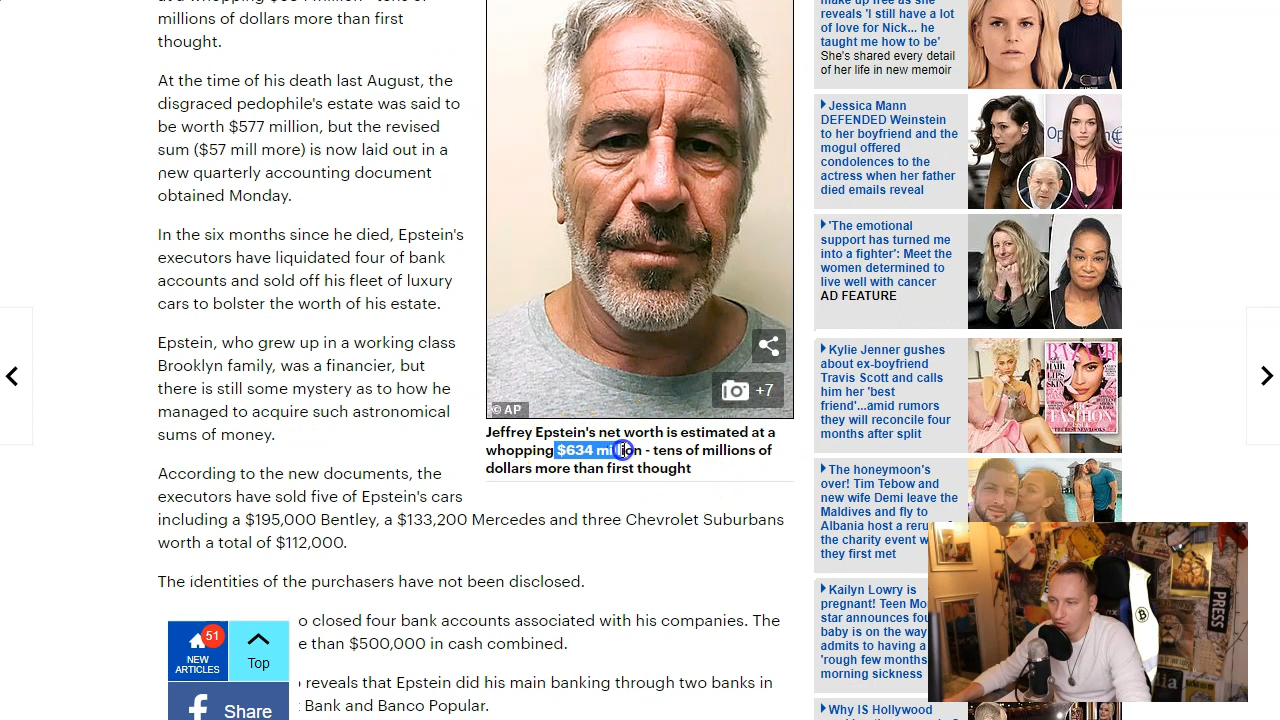 millions of dollars more than first
thought.
At the time of his death last August, the
disgraced pedophile's estate was said to
be worth $577 million, but the revised
sum ($57 mill more) is now laid out in a
new quarterly accounting document
obtained Monday.
In the six months since he died, Epstein's
executors have liquidated four of bank
accounts and sold off his fleet of luxury
cars to bolster the worth of his estate.
Epstein, who grew up in a working class
Brooklyn family, was a financier, but
there is still some mystery as to how he
managed to acquire such astronomical
sums of money.
According to the new documents, the
executors have sold five of Epstein's cars
including a $195,000 Bentley, a $133,200 Mercedes and three Chevrolet Suburbans
worth a total of $112,000.
The identities of the purchasers have not been disclosed.
o closed four bank accounts associated with his companies. The
e than $500,000 in cash combined.
reveals that Epstein did his main banking through two banks in
Bank and Banco Popular.
51
NEW
ARTICLES
Top
Share
+7
© AP
Jeffrey Epstein's net worth is estimated at a
whopping $634 million - tens of millions of
dollars more than first thought
make up free as she
reveals 'I still have a lot
of love for Nick... he
taught me how to be'
She's shared every detail
of her life in new memoir
Jessica Mann
DEFENDED Weinstein
to her boyfriend and the
mogul offered
condolences to the
actress when her father
died emails reveal
'The emotional
support has turned me
into a fighter': Meet the
women determined to
live well with cancer
AD FEATURE
Kylie Jenner gushes
about ex-boyfriend
Travis Scott and calls
him her 'best
friend'...amid rumors
they will reconcile four
months after split
BAZAAR
FASHION
The honeymoon's
over! Tim Tebow and
new wife Demi leave the
Maldives and fly to
Albania host a
the charity event
they first met
Kailyn Lowry is
pregnant! Teen
star announces
baby is on the way
admits to having a
'rough few months
morning sickness
Why IS Hollywood
PRESS